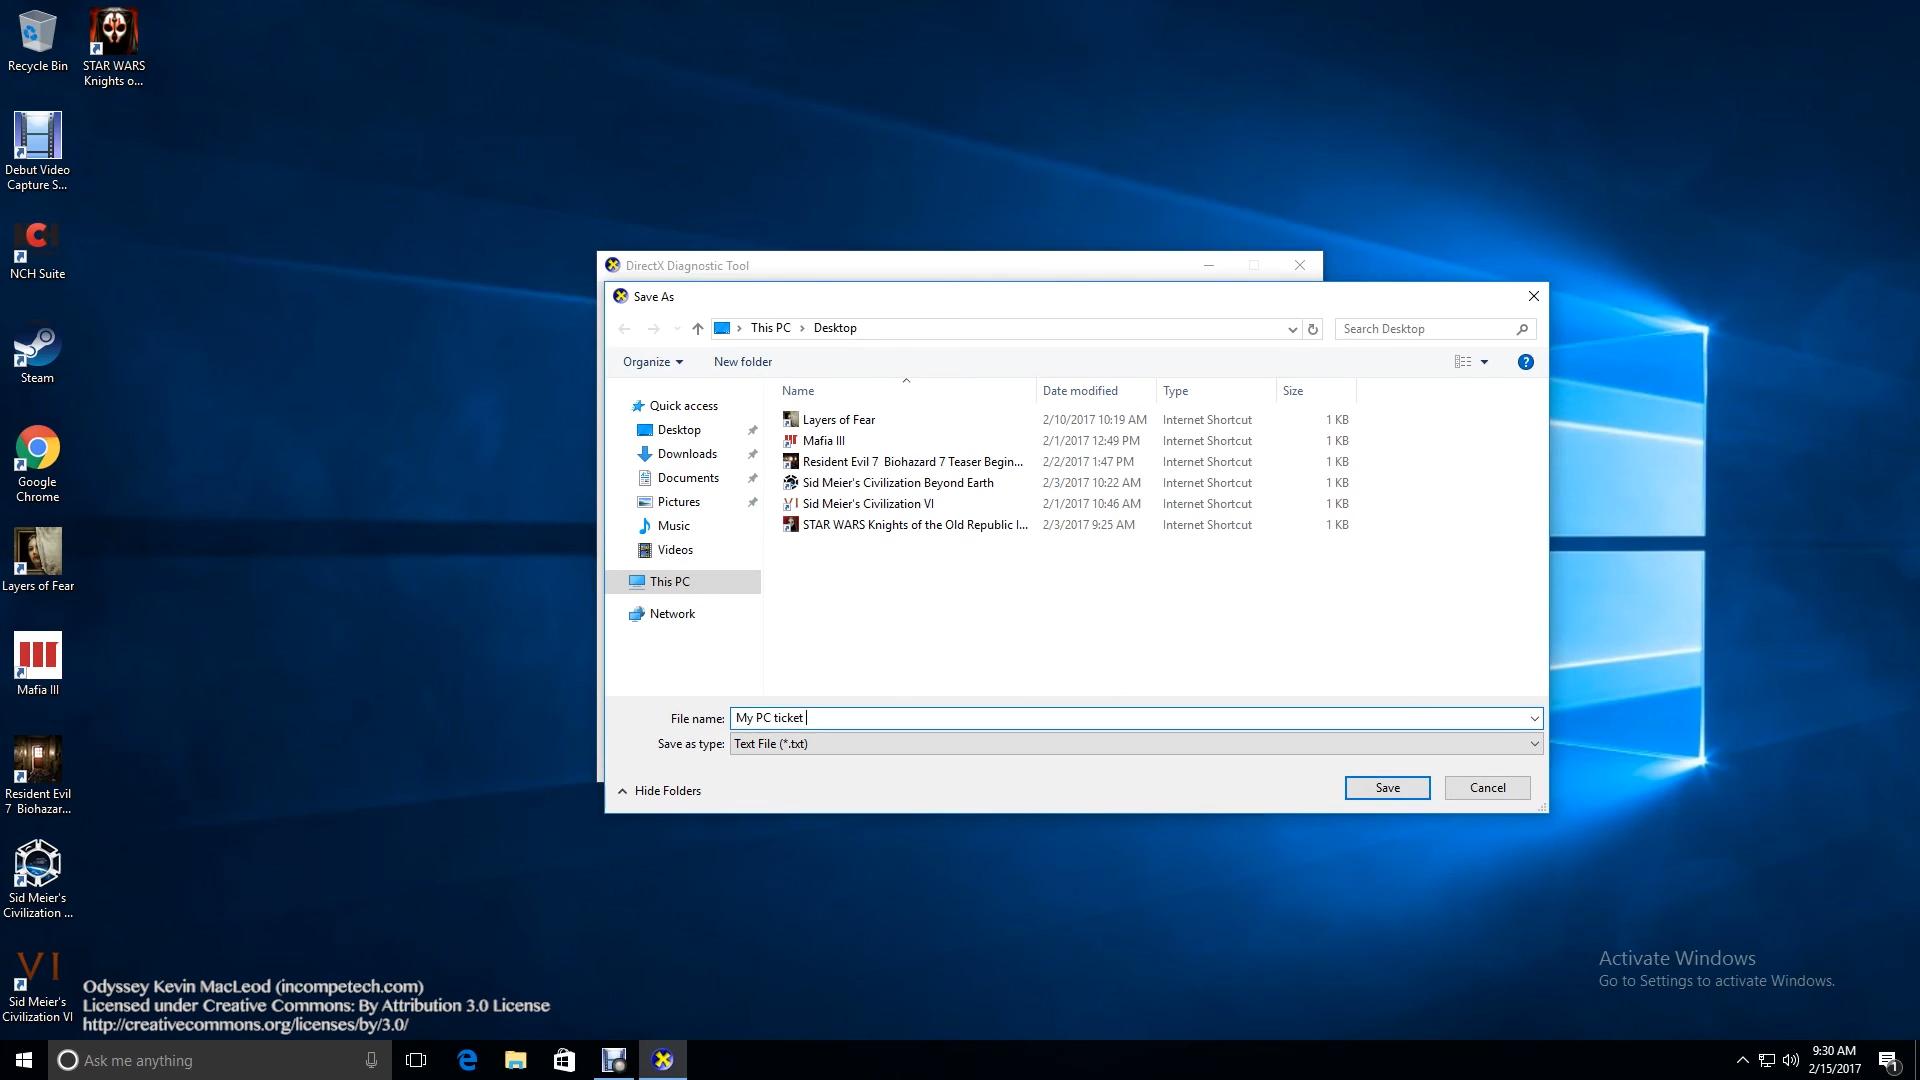 Recycle Bin
STAR WARS
Knights o...
Debut Video
Capture S...
NCH Suite
Steam
Google
Chrome
Layers of Fear
Mafia III
Resident Evil
7 Biohazar...
Sid Meier's
Civilization ...
Sid Meier's
Civilization VI
DirectX Diagnostic Tool
Save As
This PC > Desktop
Search Desktop
Organize
New folder
Name Date modified Type Size
Quick access
Desktop
Downloads
Documents
Pictures
Music
Videos
This PC
Network
Layers of Fear 2/10/2017 10:19 AM Internet Shortcut 1 KB
Mafia III 2/1/2017 12:49 PM Internet Shortcut 1 KB
Resident Evil 7 Biohazard 7 Teaser Begin... 2/2/2017 1:47 PM Internet Shortcut 1 KB
Sid Meier's Civilization Beyond Earth 2/3/2017 10:22 AM Internet Shortcut 1 KB
Sid Meier's Civilization VI 2/1/2017 10:46 AM Internet Shortcut 1 KB
STAR WARS Knights of the Old Republic I... 2/3/2017 9:25 AM Internet Shortcut 1 KB
File name: My PC ticket
Save as type: Text File (*.txt)
Hide Folders
Save
Cancel
Activate Windows
Go to Settings to activate Windows.
Odyssey Kevin MacLeod (incompetech.com)
Licensed under Creative Commons: By Attribution 3.0 License
http://creativecommons.org/licenses/by/3.0/
Ask me anything
9:30 AM
2/15/2017
1